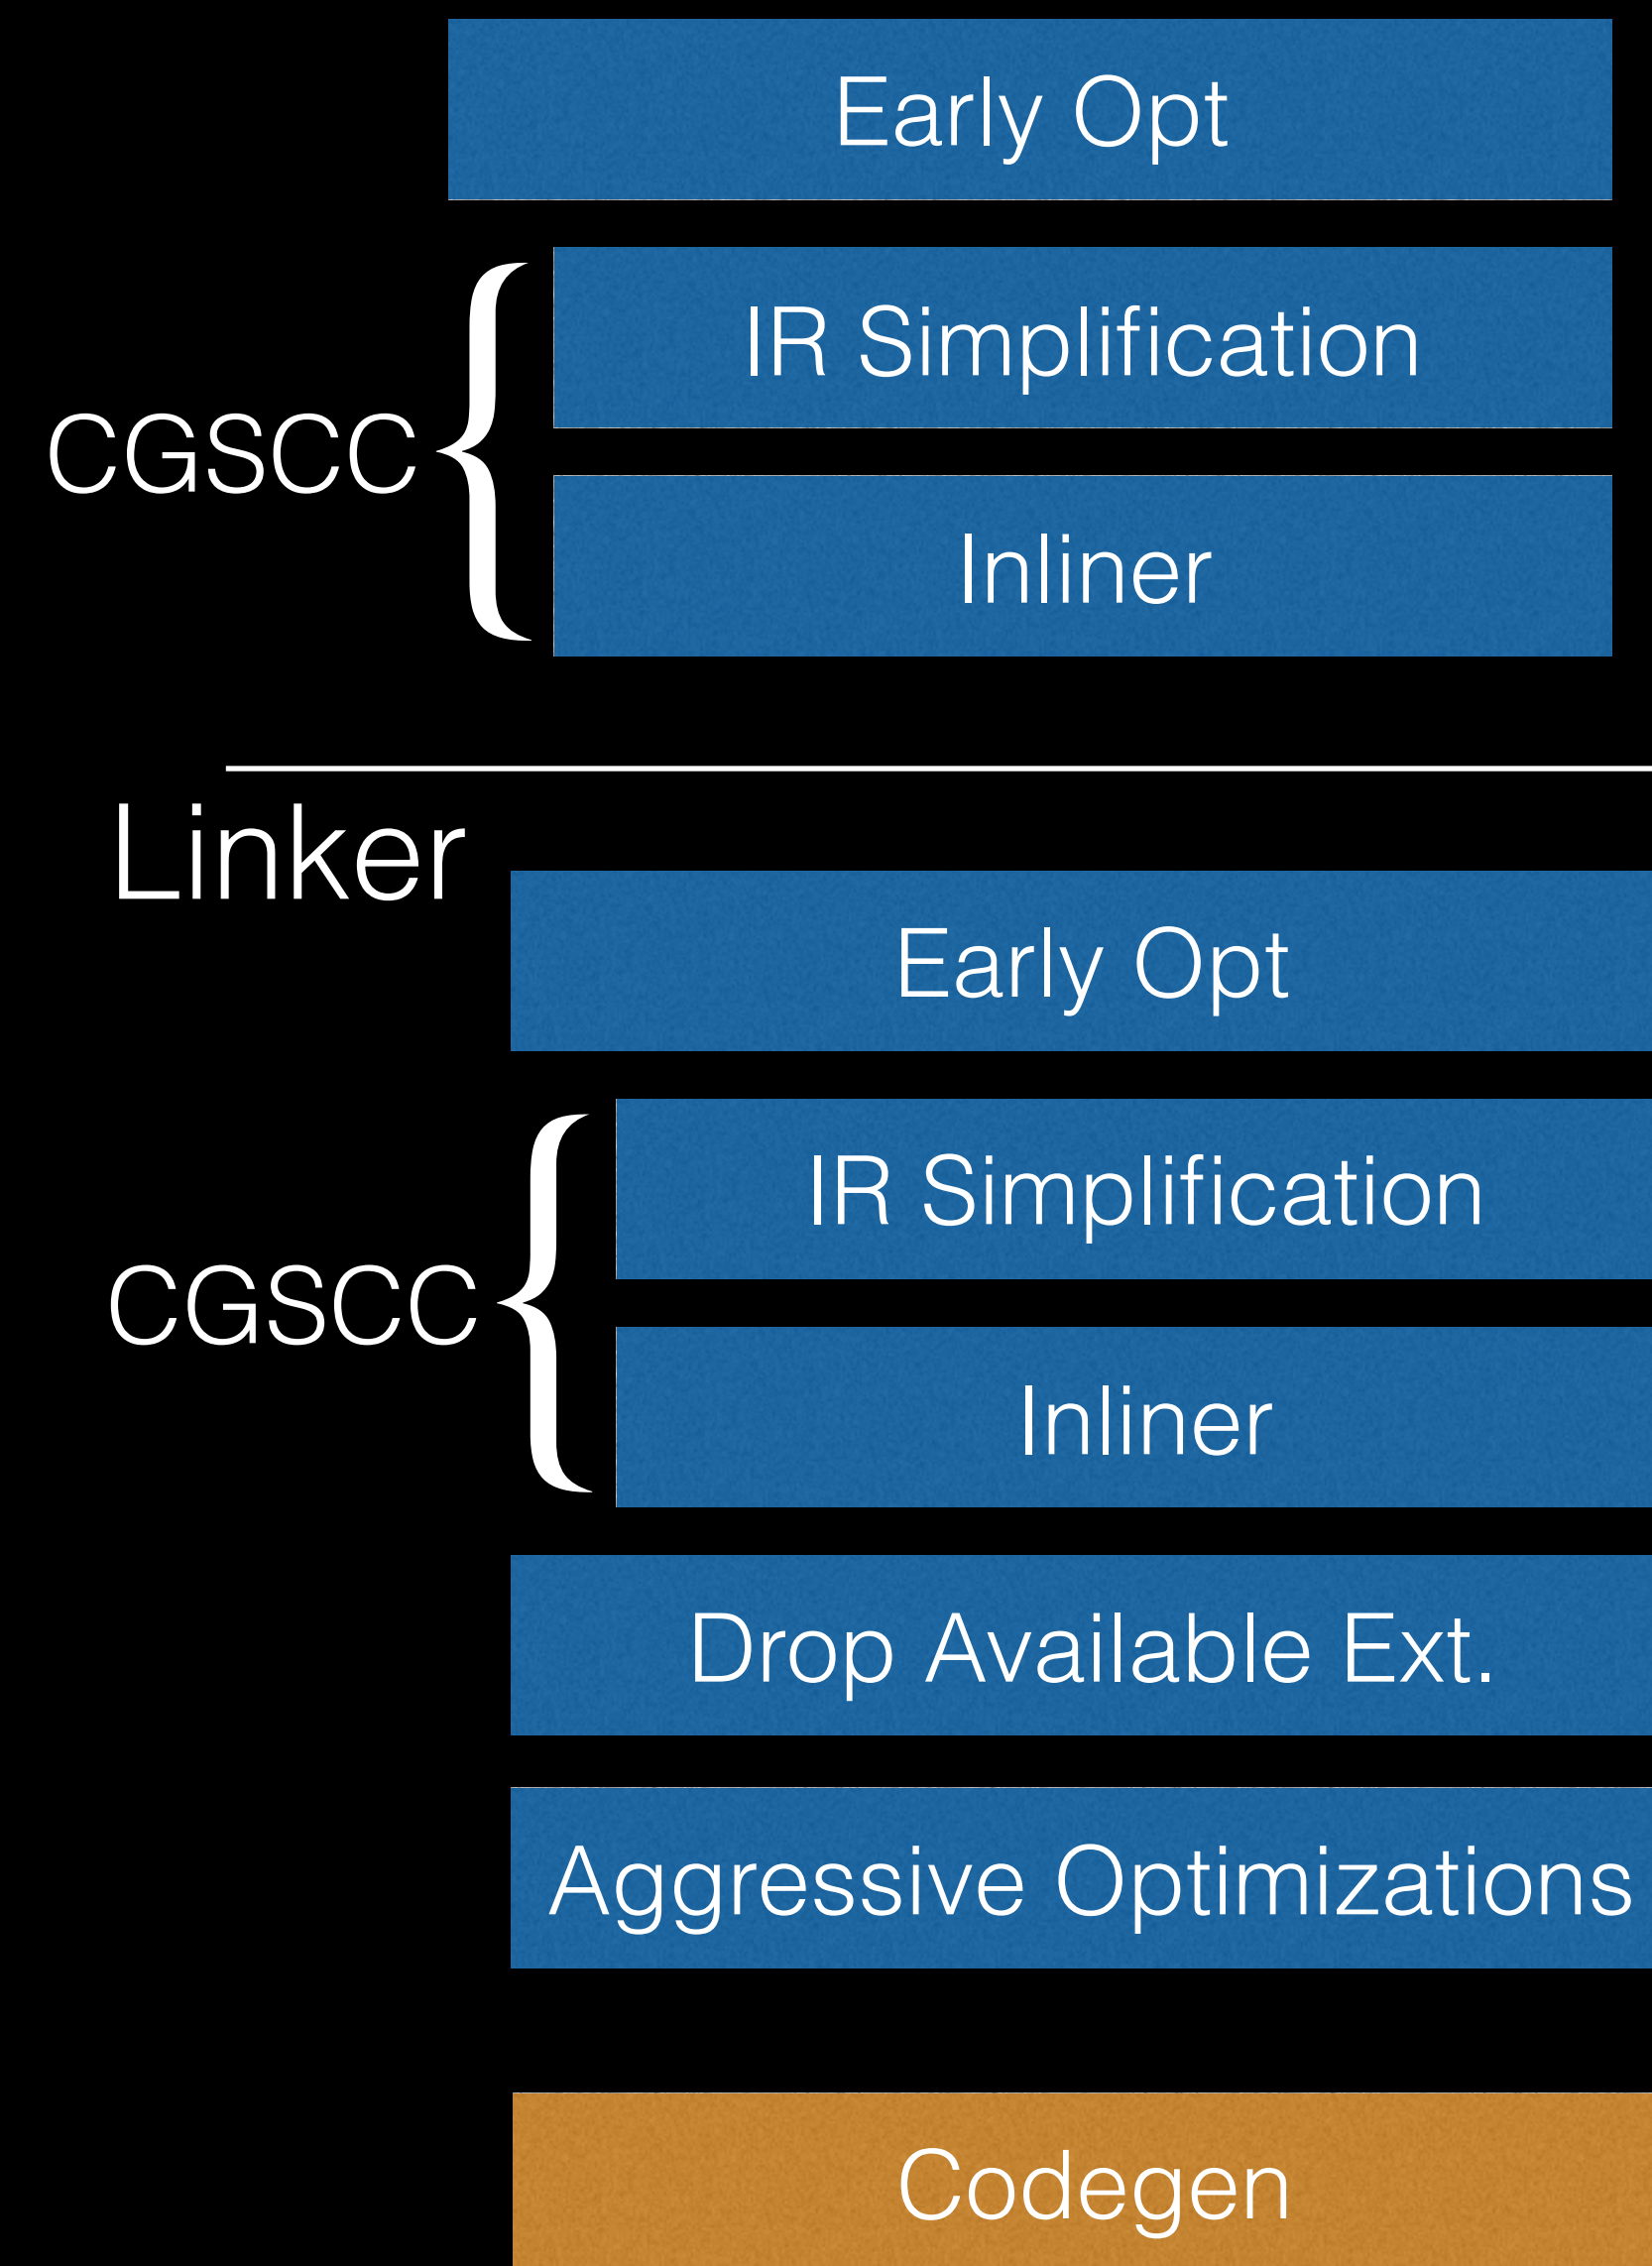 Early Opt
IR Simplification
CGSCC
Inliner
Linker
Early Opt
IR Simplification
CGSCC
Inliner
Drop Available Ext.
Aggressive Optimizations
Codegen